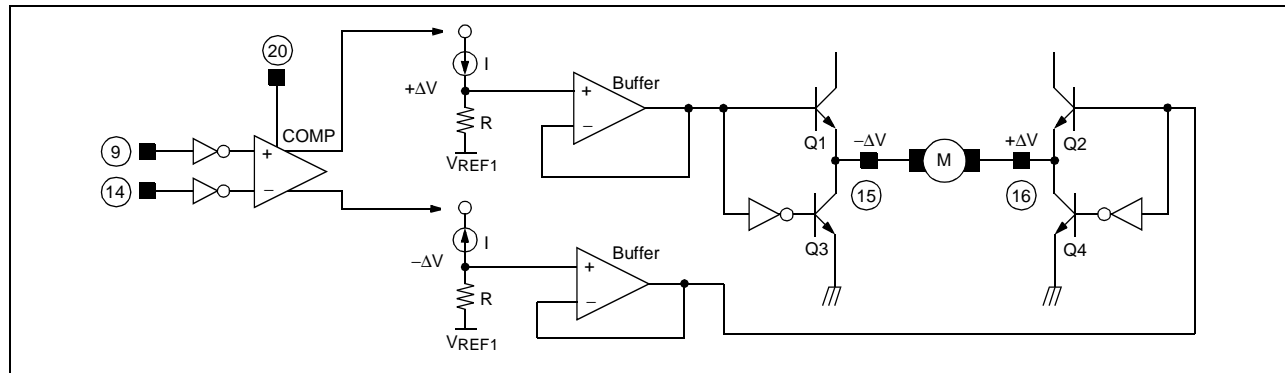 20
COMP
9
+
14
−
I
+ΔV
R
VREF1
Buffer
+
−
I
−ΔV
R
VREF1
Buffer
+
−
Q1
−ΔV
M
+ΔV
Q2
15
16
Q3
Q4